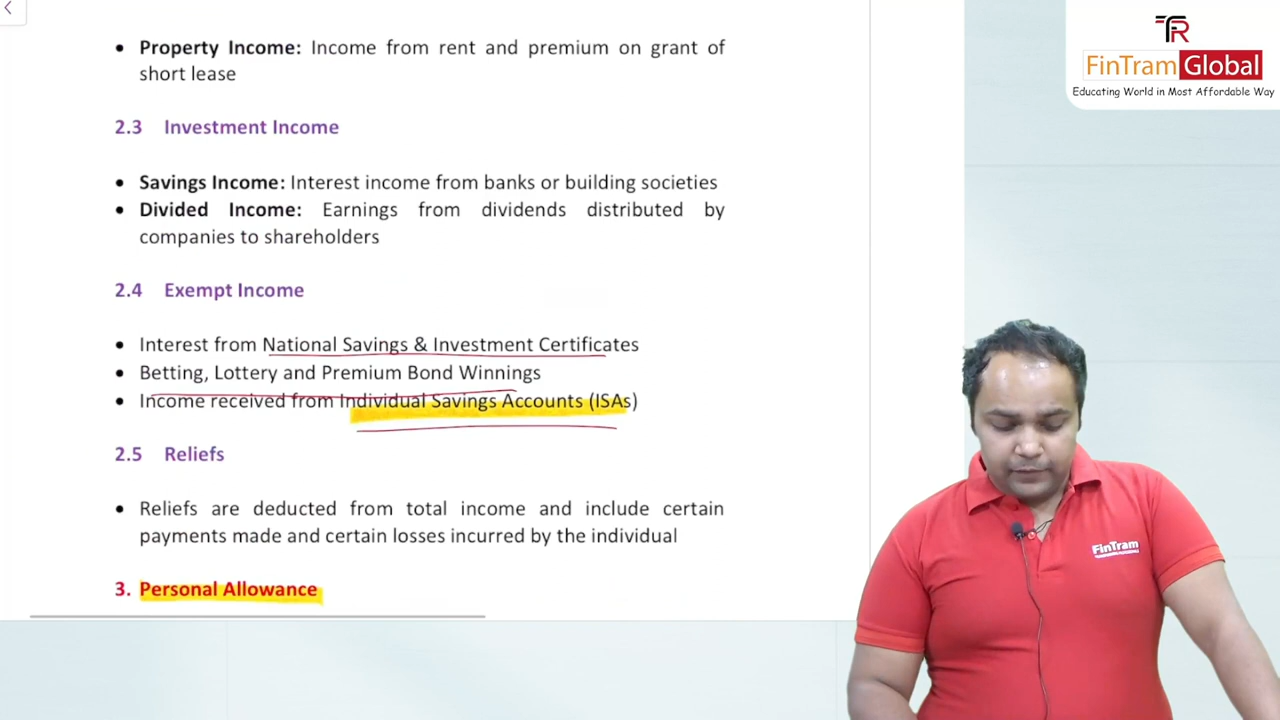 • Property Income: Income from rent and premium on grant of
short lease
2.3 Investment Income
• Savings Income: Interest income from banks or building societies
• Divided Income: Earnings from dividends distributed by
companies to shareholders
2.4 Exempt Income
• Interest from National Savings & Investment Certificates
• Betting, Lottery and Premium Bond Winnings
• Income received from Individual Savings Accounts (ISAs)
2.5 Reliefs
• Reliefs are deducted from total income and include certain
payments made and certain losses incurred by the individual
3. Personal Allowance
FinTram Global
Educating World in Most Affordable Way
FinTram